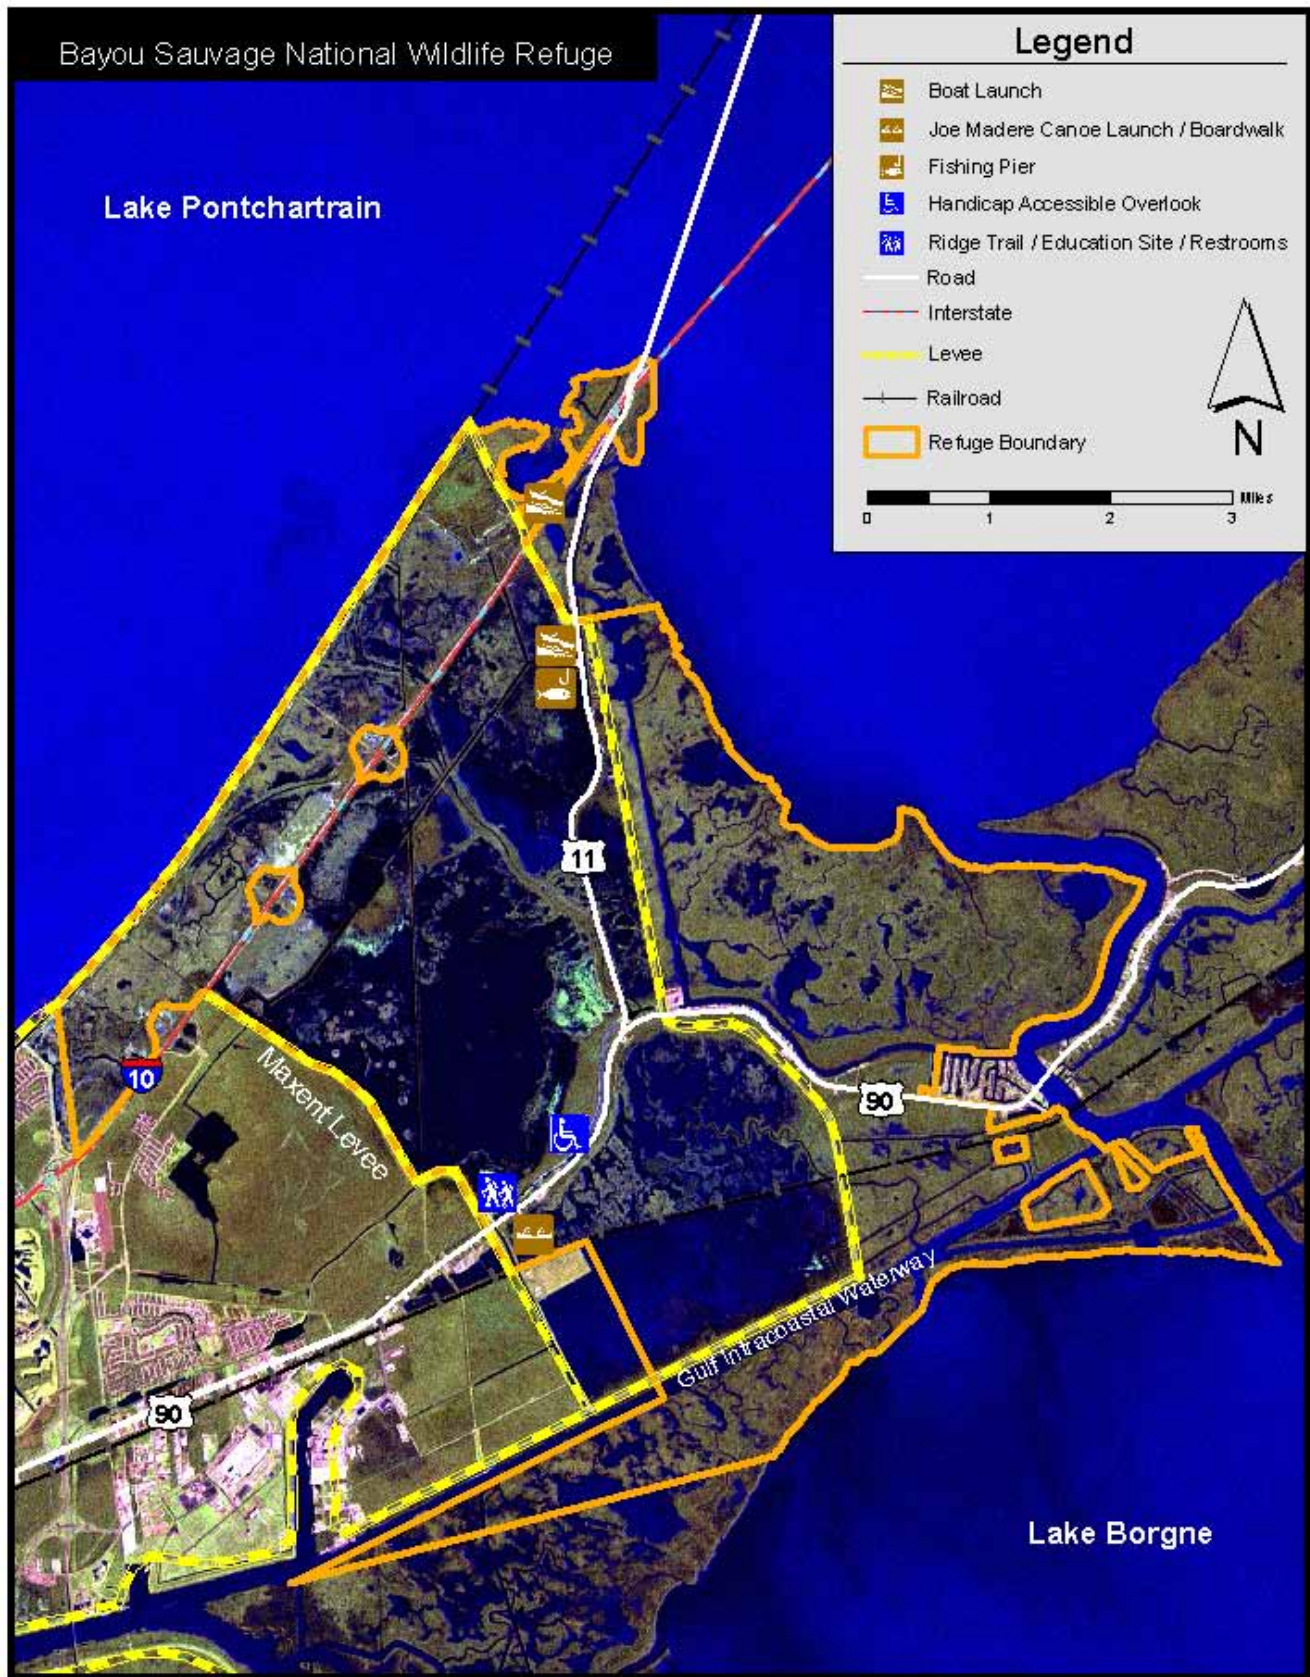 Bayou Sauvage National Wildlife Refuge
Legend
Boat Launch
Joe Madere Canoe Launch / Boardwalk
Fishing Pier
Handicap Accessible Overlook
Ridge Trail / Education Site / Restrooms
Road
Interstate
Levee
Railroad
Refuge Boundary
N
Miles
0 1 2 3
Lake Pontchartrain
11
10
Maxent Levee
90
Gulf Intracoastal Waterway
90
Lake Borgne